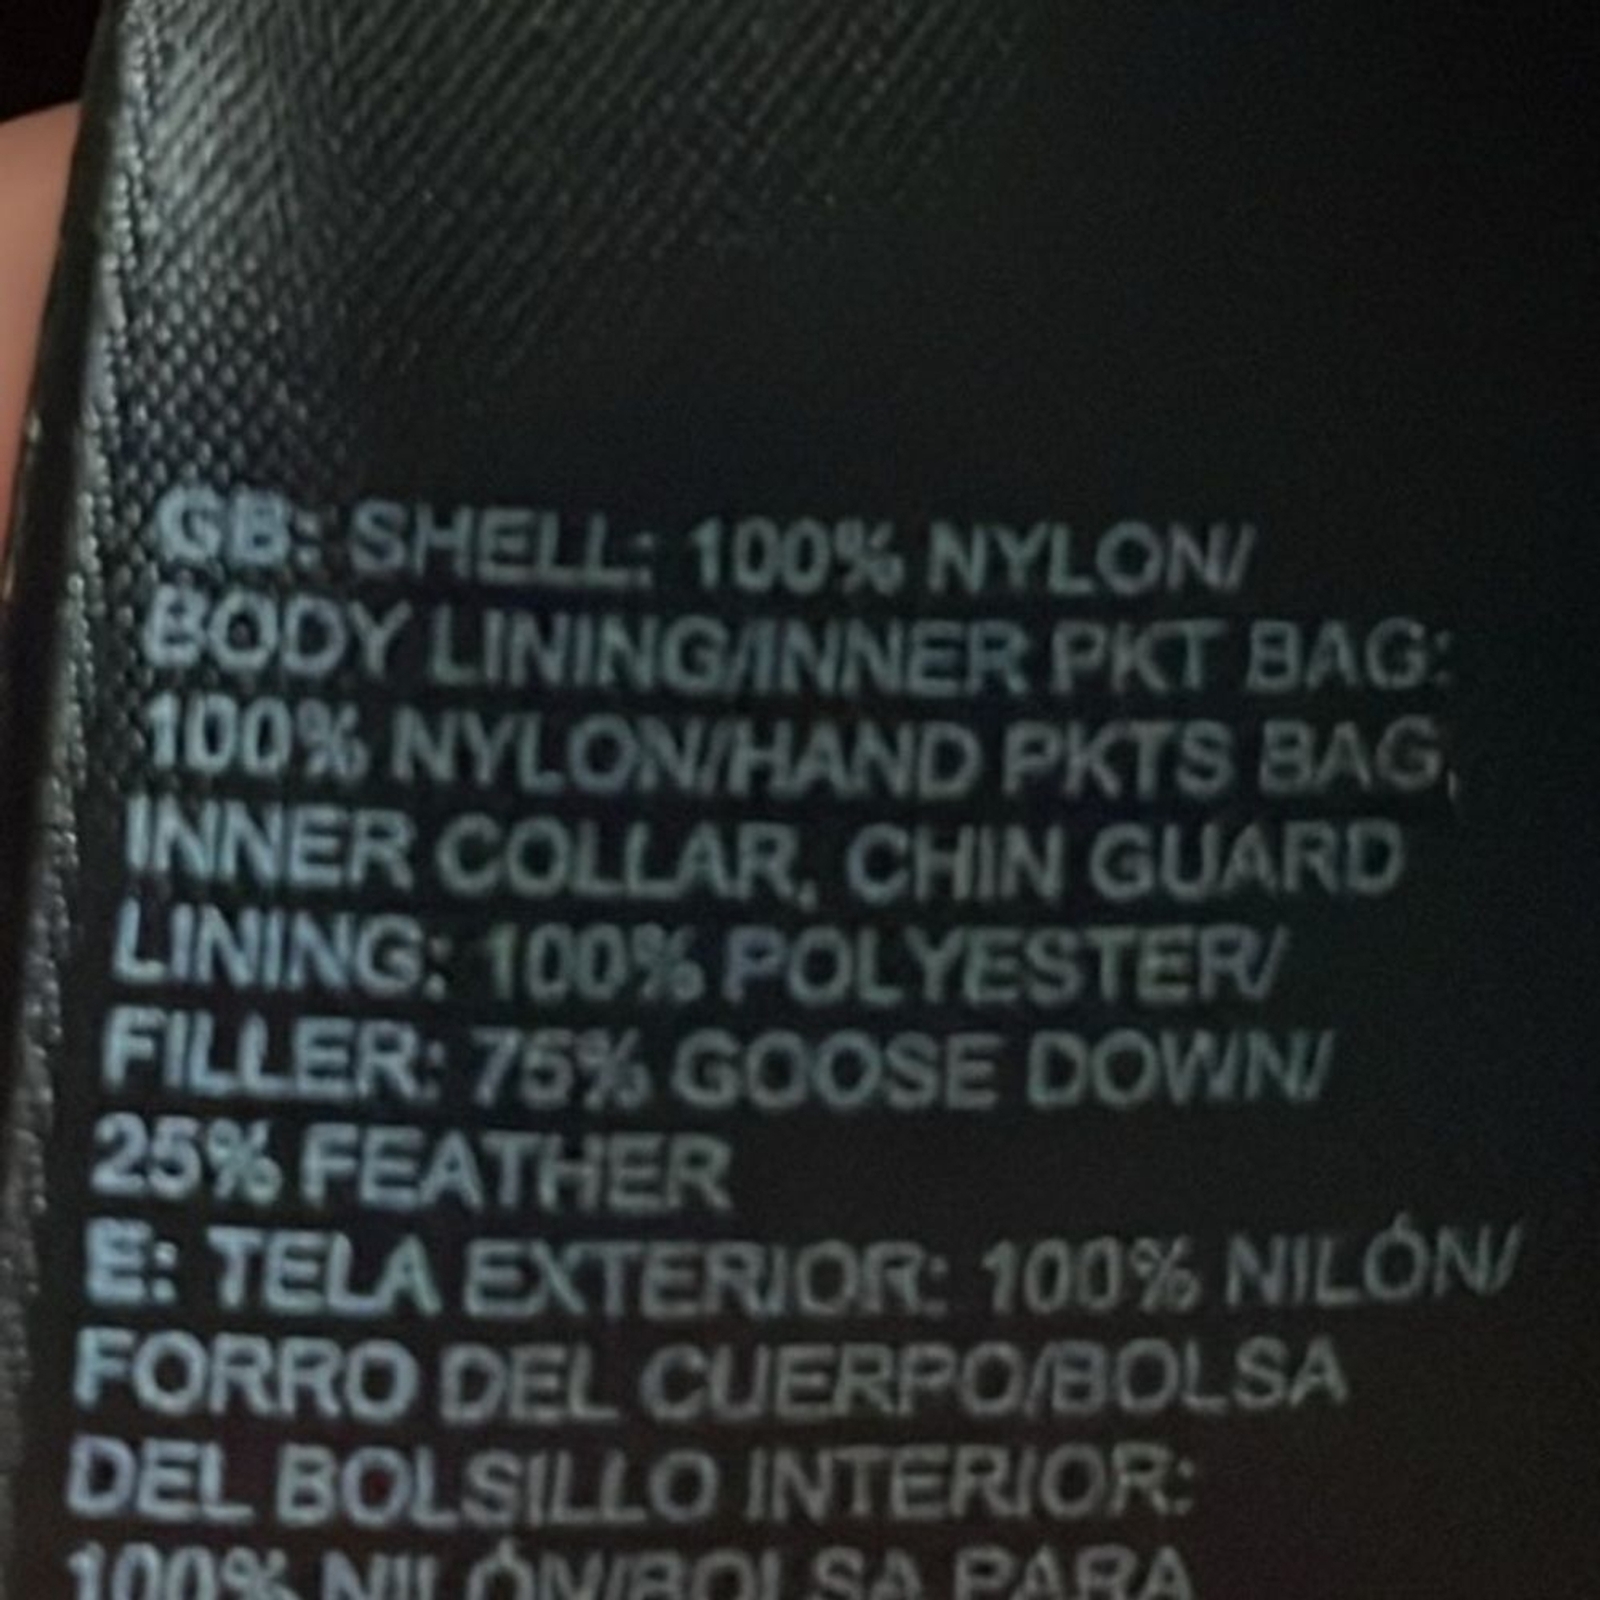 GB: SHELL: 100% NYLON/
BODY LINING/INNER PKT BAG:
100% NYLON/HAND PKTS BAG,
INNER COLLAR, CHIN GUARD
LINING: 100% POLYESTER/
FILLER: 75% GOOSE DOWN/
25% FEATHER
E: TELA EXTERIOR: 100% NILÓN/
FORRO DEL CUERPO/BOLSA
DEL BOLSILLO INTERIOR:
100% NILÓN/BOLSA PARA